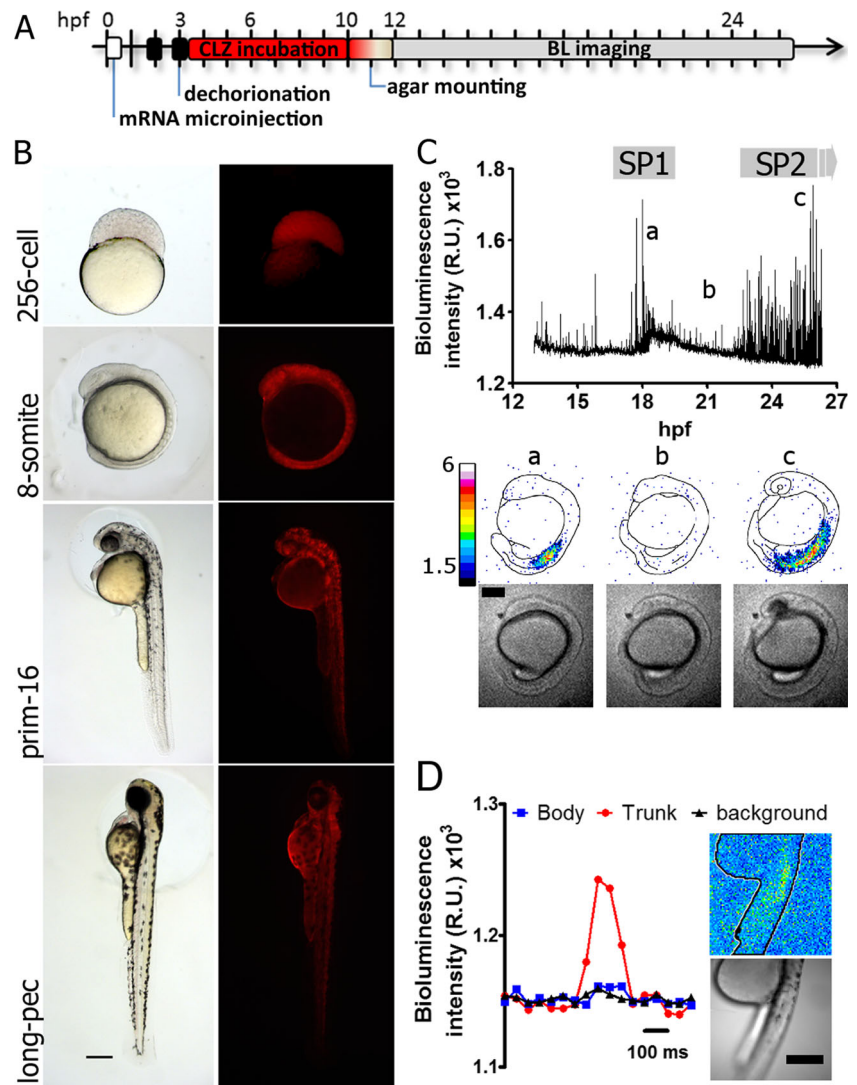 A
hpf 0 3 10 12 24
CLZ incubation BL imaging
dechorionation agar mounting
mRNA microinjection
B
256-cell
8-somite
prim-16
long-pec
C
SP1 SP2
Bioluminescence
intensity (R.U.) x10³
1.8
1.6
1.4
1.2
a b c
12 15 18 21 24 27
hpf
a b c
6
1.5
D
Body Trunk background
Bioluminescence
intensity (R.U.) x10³
1.3
1.2
1.1
100 ms